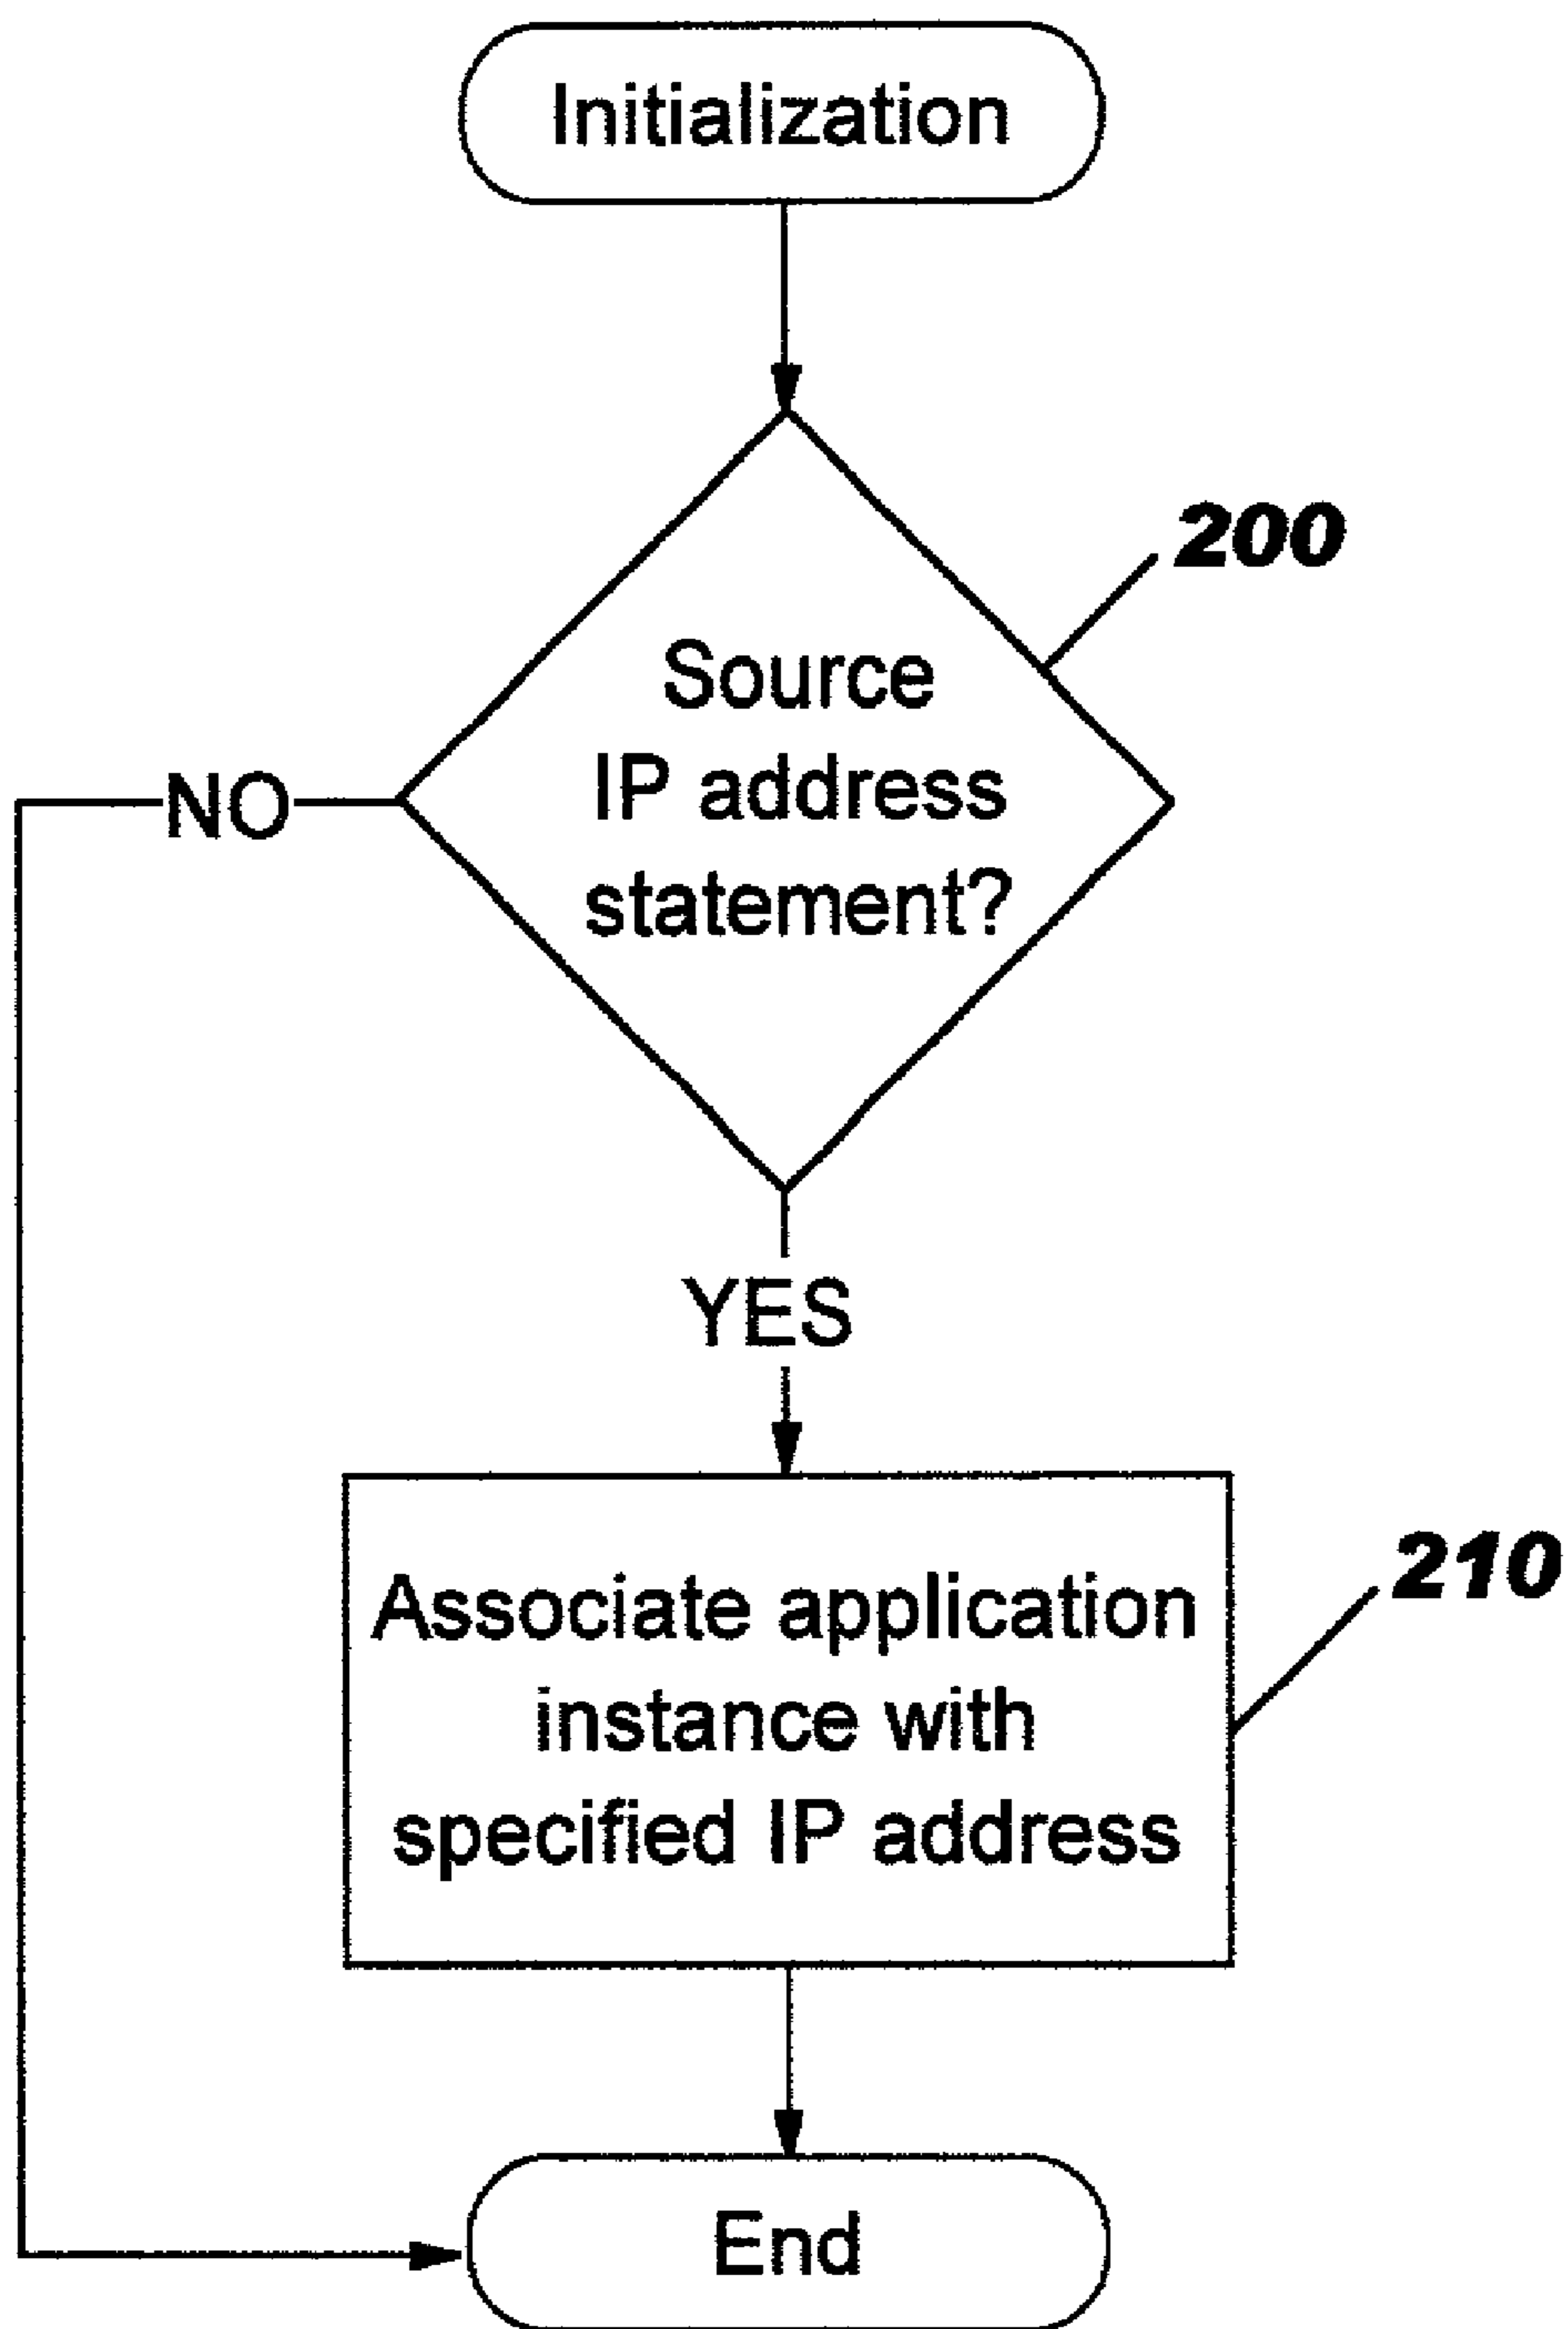 Initialization
200
Source
IP address
statement?
NO
YES
210
Associate application
instance with
specified IP address
End